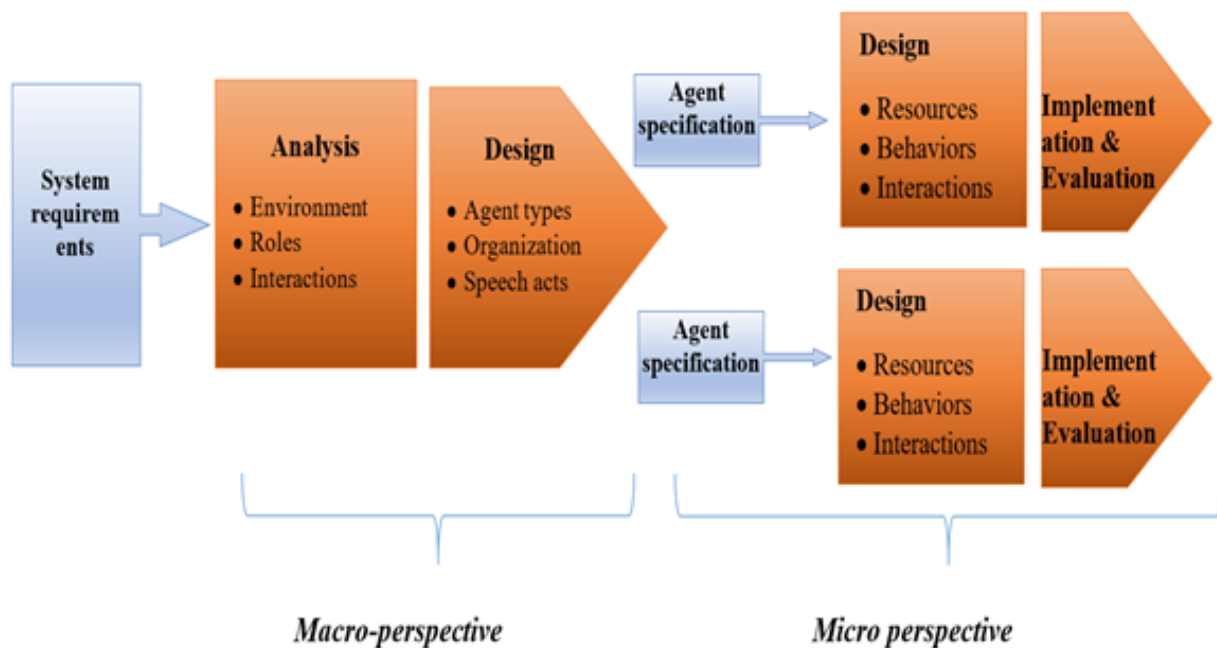 System
requirem
ents
Analysis
• Environment
• Roles
• Interactions
Design
• Agent types
• Organization
• Speech acts
Agent
specification
Design
• Resources
• Behaviors
• Interactions
Implement
ation &
Evaluation
Agent
specification
Design
• Resources
• Behaviors
• Interactions
Implement
ation &
Evaluation
Macro-perspective
Micro perspective